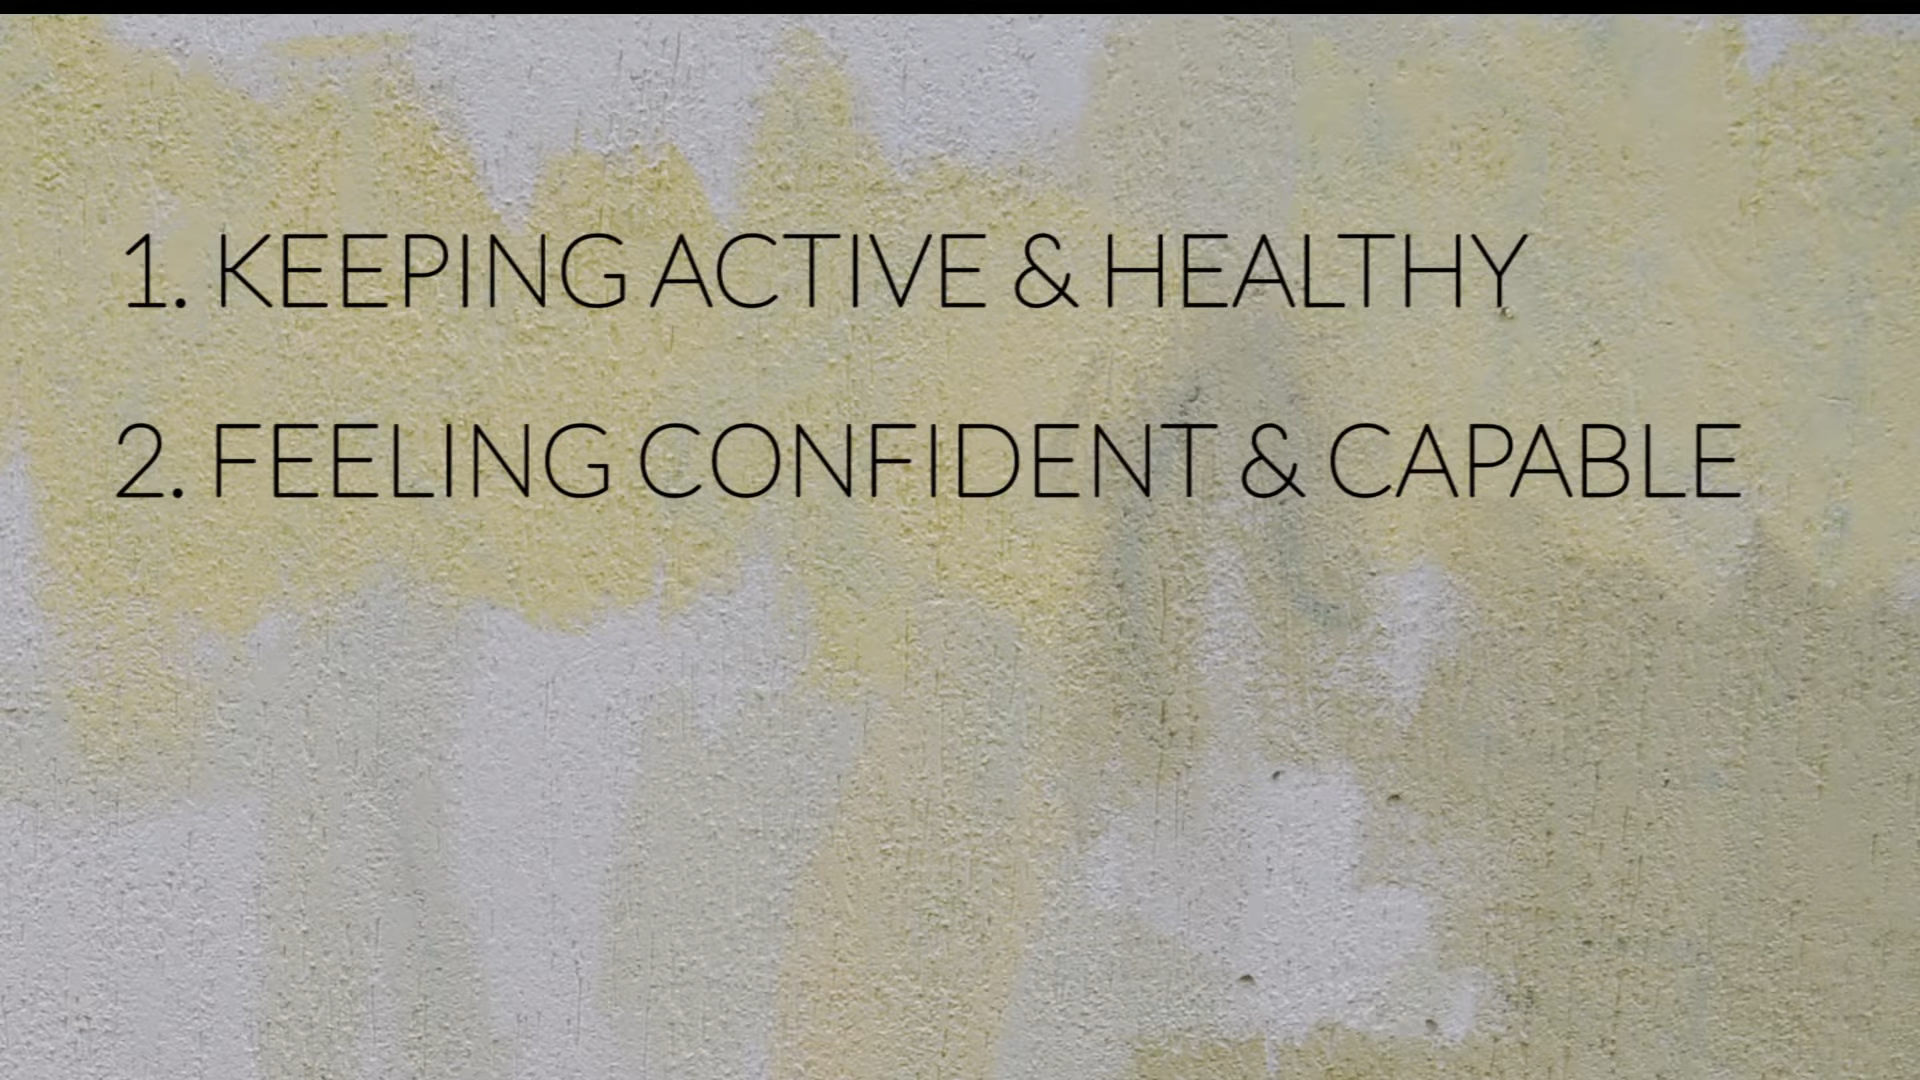 1. KEEPING ACTIVE & HEALTHY
2. FEELING CONFIDENT & CAPABLE